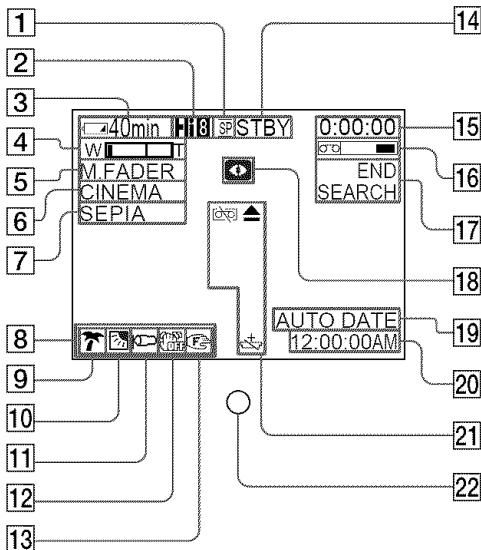 1
2
3
4
5
6
7
8
9
10
11
12
13
14
15
16
17
18
19
20
21
22
40min Hi8 SP STBY 0:00:00
W T
M.FADER
CINEMA
SEPIA
END
SEARCH
AUTO DATE
12:00:00AM
OFF
F